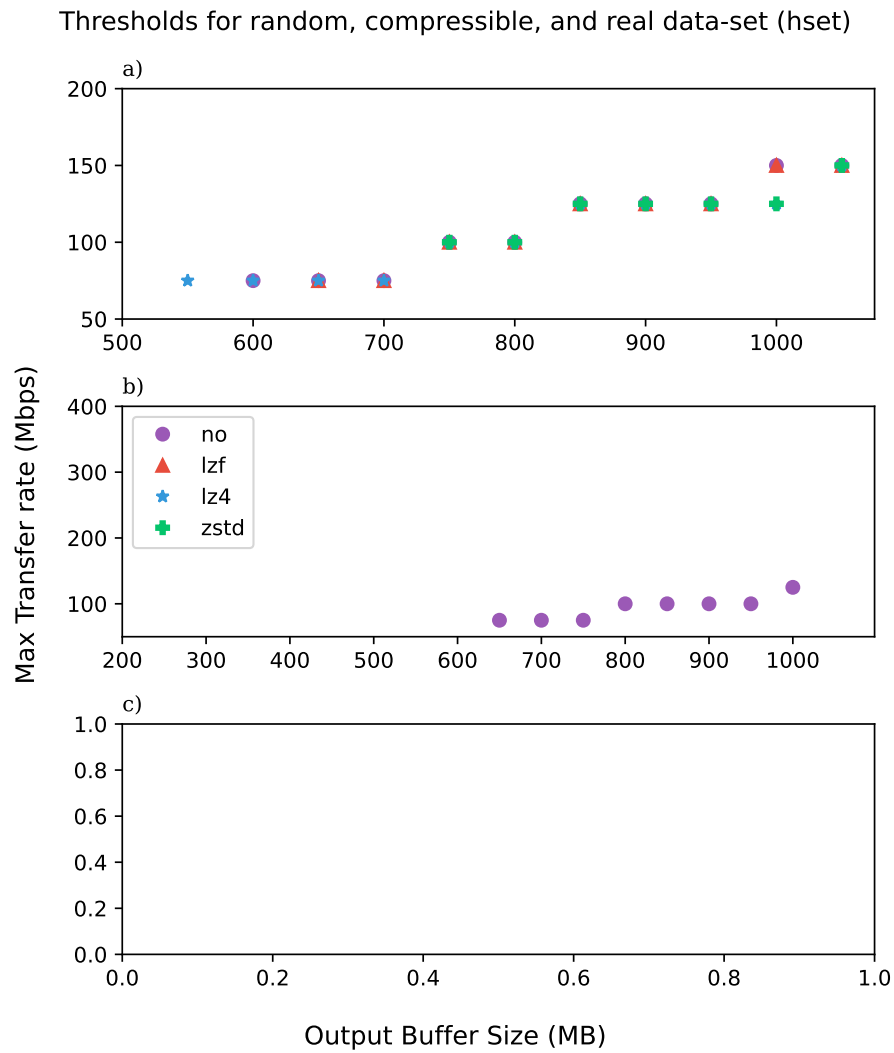 Thresholds for random, compressible, and real data-set (hset)
a)
200
150
100
50
500 600 700 800 900 1000
Max Transfer rate (Mbps)
b)
400
300
200
100
no
lzf
lz4
zstd
200 300 400 500 600 700 800 900 1000
c)
1.0
0.8
0.6
0.4
0.2
0.0
0.0 0.2 0.4 0.6 0.8 1.0
Output Buffer Size (MB)